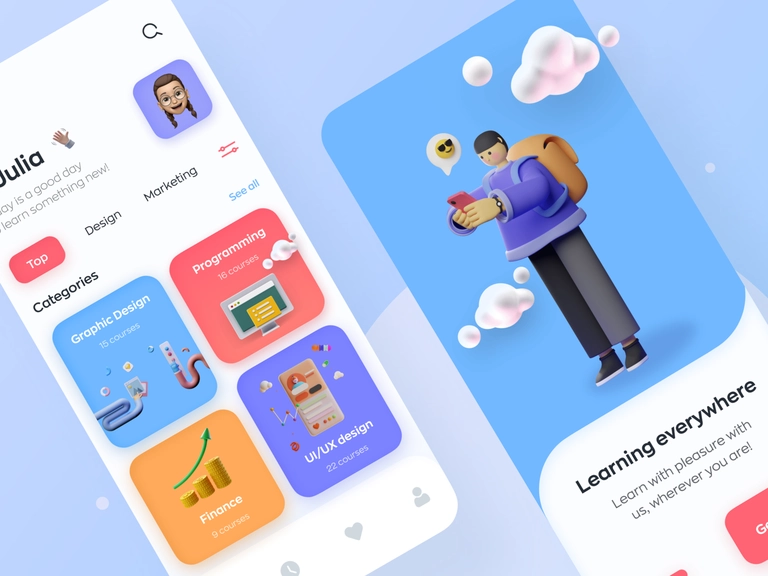 Julia
day is a good day
learn something new!
Top
Design
Marketing
See all
Categories
Graphic Design
15 courses
Programming
16 courses
Finance
9 courses
UI/UX design
22 courses
Learning everywhere
Learn with pleasure with
us, wherever you are!